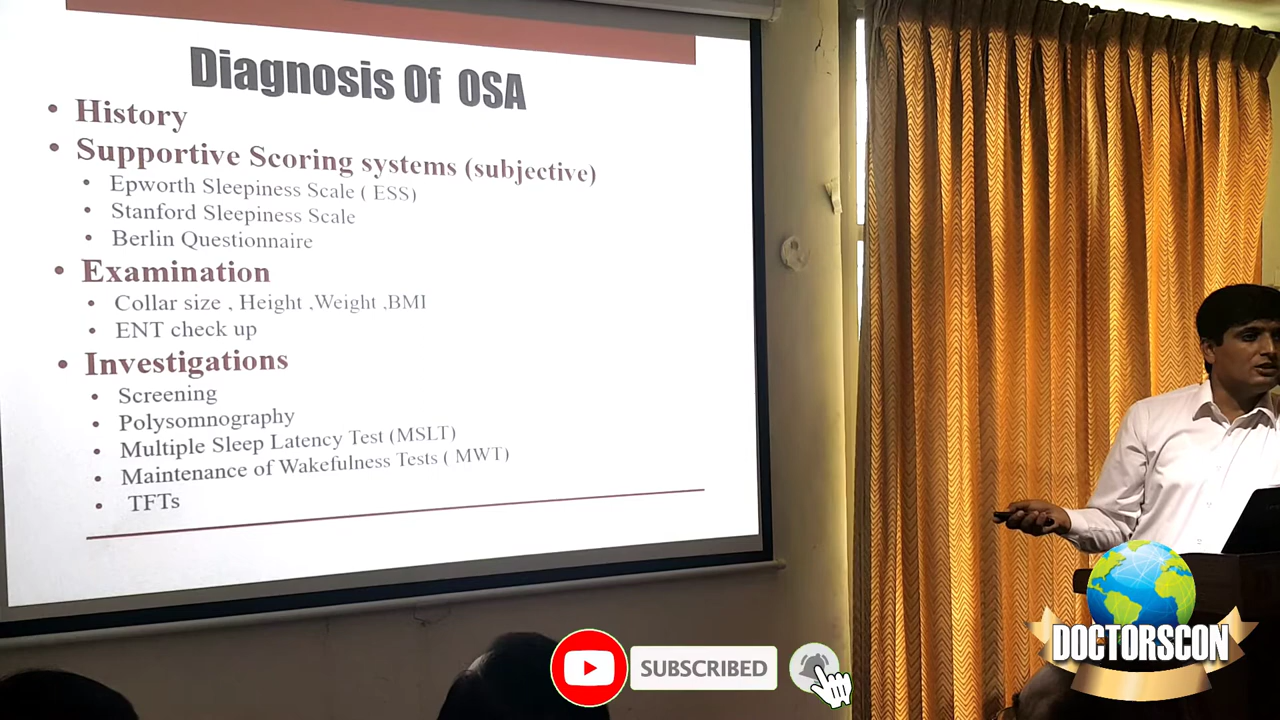 Diagnosis Of OSA
• History
• Supportive Scoring systems (subjective)
• Epworth Sleepiness Scale ( ESS)
• Stanford Sleepiness Scale
• Berlin Questionnaire
• Examination
• Collar size , Height ,Weight ,BMI
• ENT check up
• Investigations
• Screening
• Polysomnography
• Multiple Sleep Latency Test (MSLT)
• Maintenance of Wakefulness Tests ( MWT)
• TFTs
SUBSCRIBED
DOCTORSCON